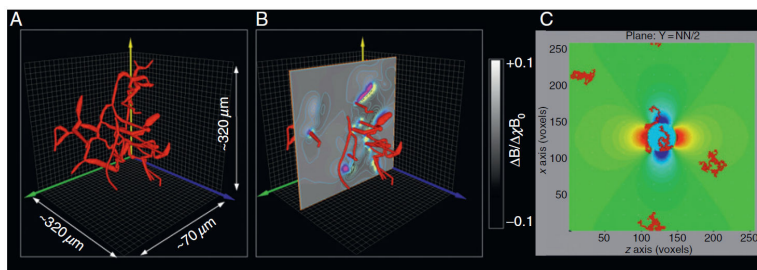 A
~320 μm
~320 μm
~70 μm
B
+0.1
ΔB/ΔχB0
−0.1
C
Plane: Y = NN/2
x axis (voxels)
250
200
150
100
50
50 100 150 200 250
z axis (voxels)